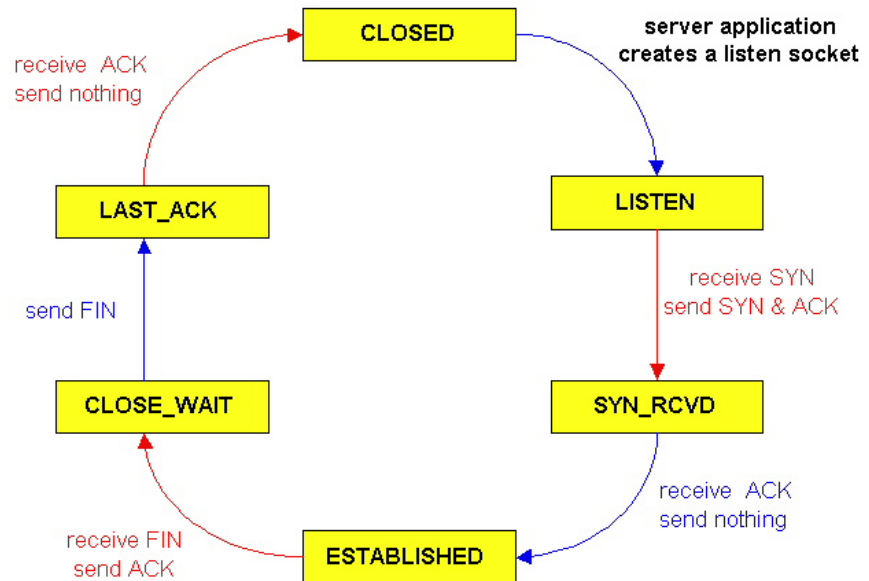 CLOSED
server application
creates a listen socket
receive ACK
send nothing
LAST_ACK
LISTEN
receive SYN
send SYN & ACK
send FIN
CLOSE_WAIT
SYN_RCVD
receive ACK
send nothing
receive FIN
send ACK
ESTABLISHED